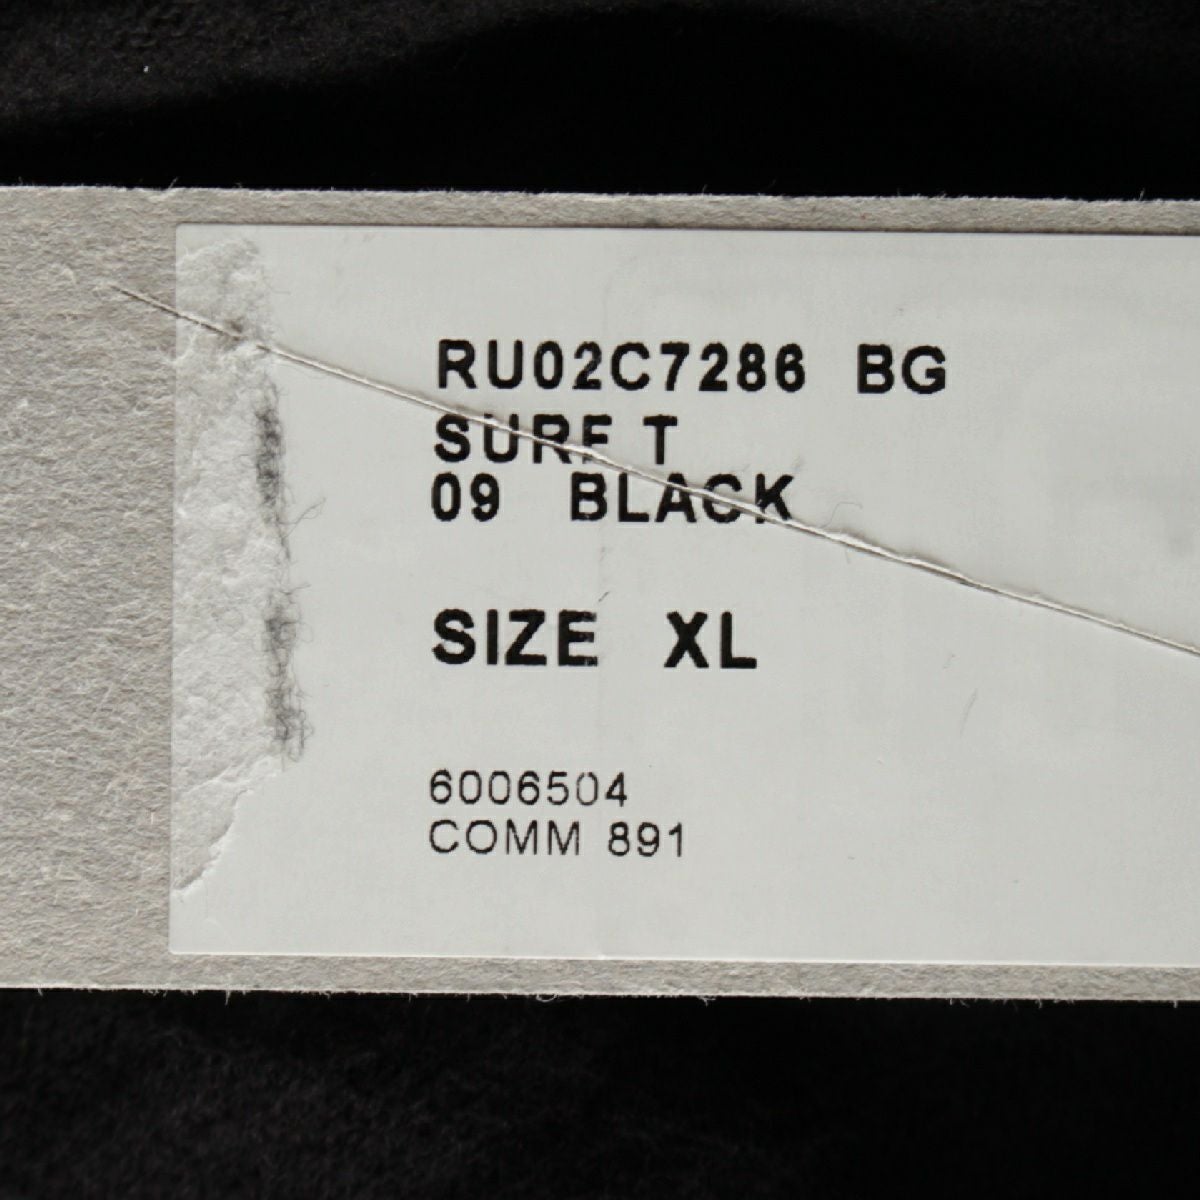 RU02C7286 BG
SURF T
09 BLACK
SIZE XL
6006504
COMM 891